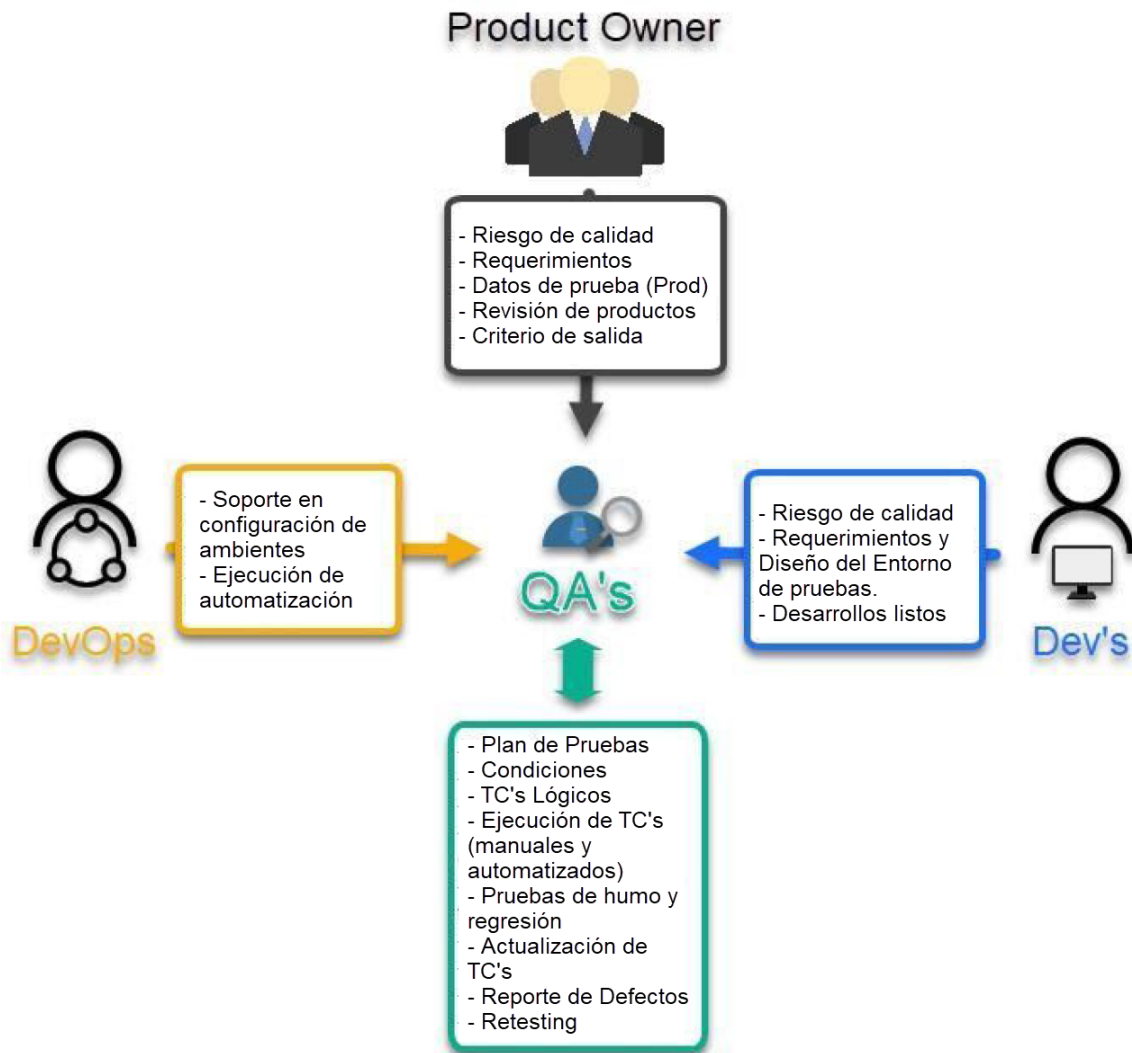 Product Owner
- Riesgo de calidad
- Requerimientos
- Datos de prueba (Prod)
- Revisión de productos
- Criterio de salida
- Soporte en
configuración de
ambientes
- Ejecución de
automatización
DevOps
QA's
- Riesgo de calidad
- Requerimientos y
Diseño del Entorno
de pruebas.
- Desarrollos listos
Dev's
- Plan de Pruebas
- Condiciones
- TC's Lógicos
- Ejecución de TC's
(manuales y
automatizados)
- Pruebas de humo y
regresión
- Actualización de
TC's
- Reporte de Defectos
- Retesting